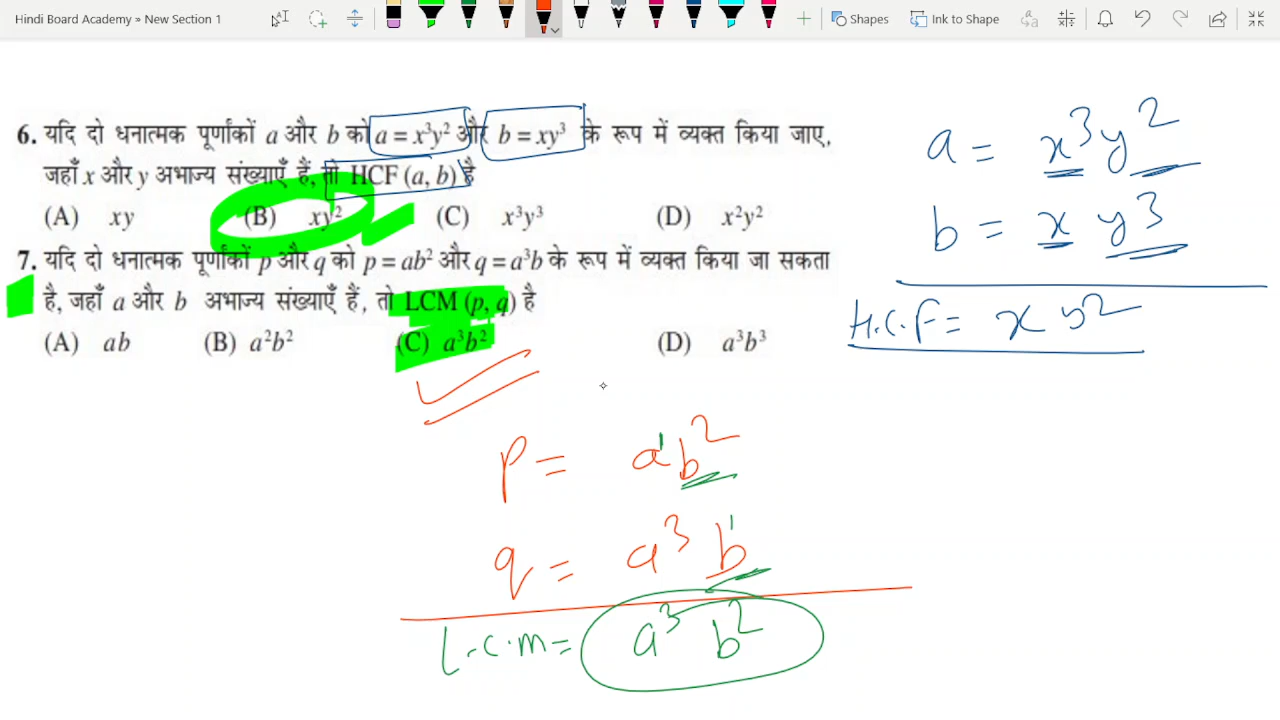 Hindi Board Academy » New Section 1
Shapes
Ink to Shape
6. यदि दो धनात्मक पूर्णांकों a और b को a = x³y² और b = xy³ के रूप में व्यक्त किया जाए,
जहाँ x और y अभाज्य संख्याएँ हैं, तो HCF (a, b) है
(A) xy (B) xy² (C) x³y³ (D) x²y²
7. यदि दो धनात्मक पूर्णांकों p और q को p = ab² और q = a³b के रूप में व्यक्त किया जा सकता
है, जहाँ a और b अभाज्य संख्याएँ हैं, तो LCM (p, q) है
(A) ab (B) a²b² (C) a³b² (D) a³b³
a = x³y²
b = x y³
H.C.F = x y²
p = a¹b²
q = a³ b¹
L.C.M = a³ b²